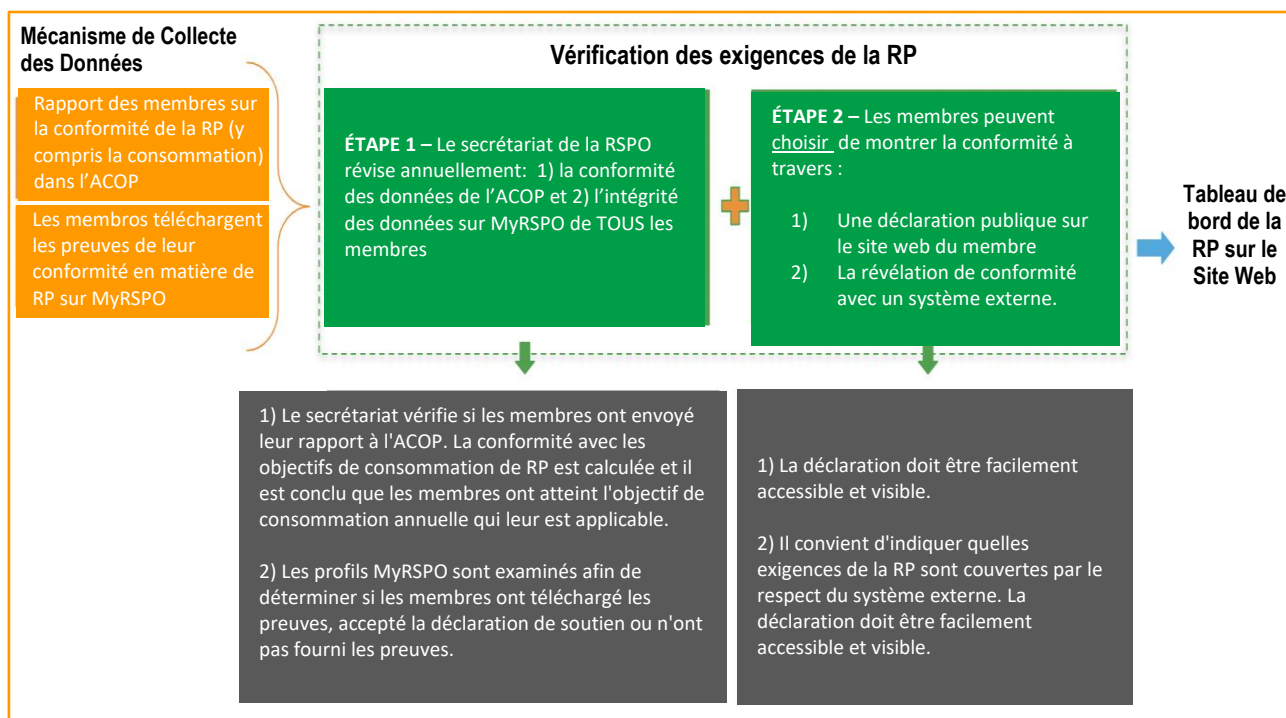 Mécanisme de Collecte
des Données
Rapport des membres sur
la conformité de la RP (y
compris la consommation)
dans l'ACOP
Les membros téléchargent
les preuves de leur
conformité en matière de
RP sur MyRSPO
Vérification des exigences de la RP
ÉTAPE 1 – Le secrétariat de la RSPO
révise annuellement: 1) la conformité
des données de l'ACOP et 2) l'intégrité
des données sur MyRSPO de TOUS les
membres
ÉTAPE 2 – Les membres peuvent
choisir de montrer la conformité à
travers :
1) Une déclaration publique sur
le site web du membre
2) La révélation de conformité
avec un système externe.
Tableau de
bord de la
RP sur le
Site Web
1) Le secrétariat vérifie si les membres ont envoyé
leur rapport à l'ACOP. La conformité avec les
objectifs de consommation de RP est calculée et il
est conclu que les membres ont atteint l'objectif de
consommation annuelle qui leur est applicable.
2) Les profils MyRSPO sont examinés afin de
déterminer si les membres ont téléchargé les
preuves, accepté la déclaration de soutien ou n'ont
pas fourni les preuves.
1) La déclaration doit être facilement
accessible et visible.
2) Il convient d'indiquer quelles
exigences de la RP sont couvertes par le
respect du système externe. La
déclaration doit être facilement
accessible et visible.